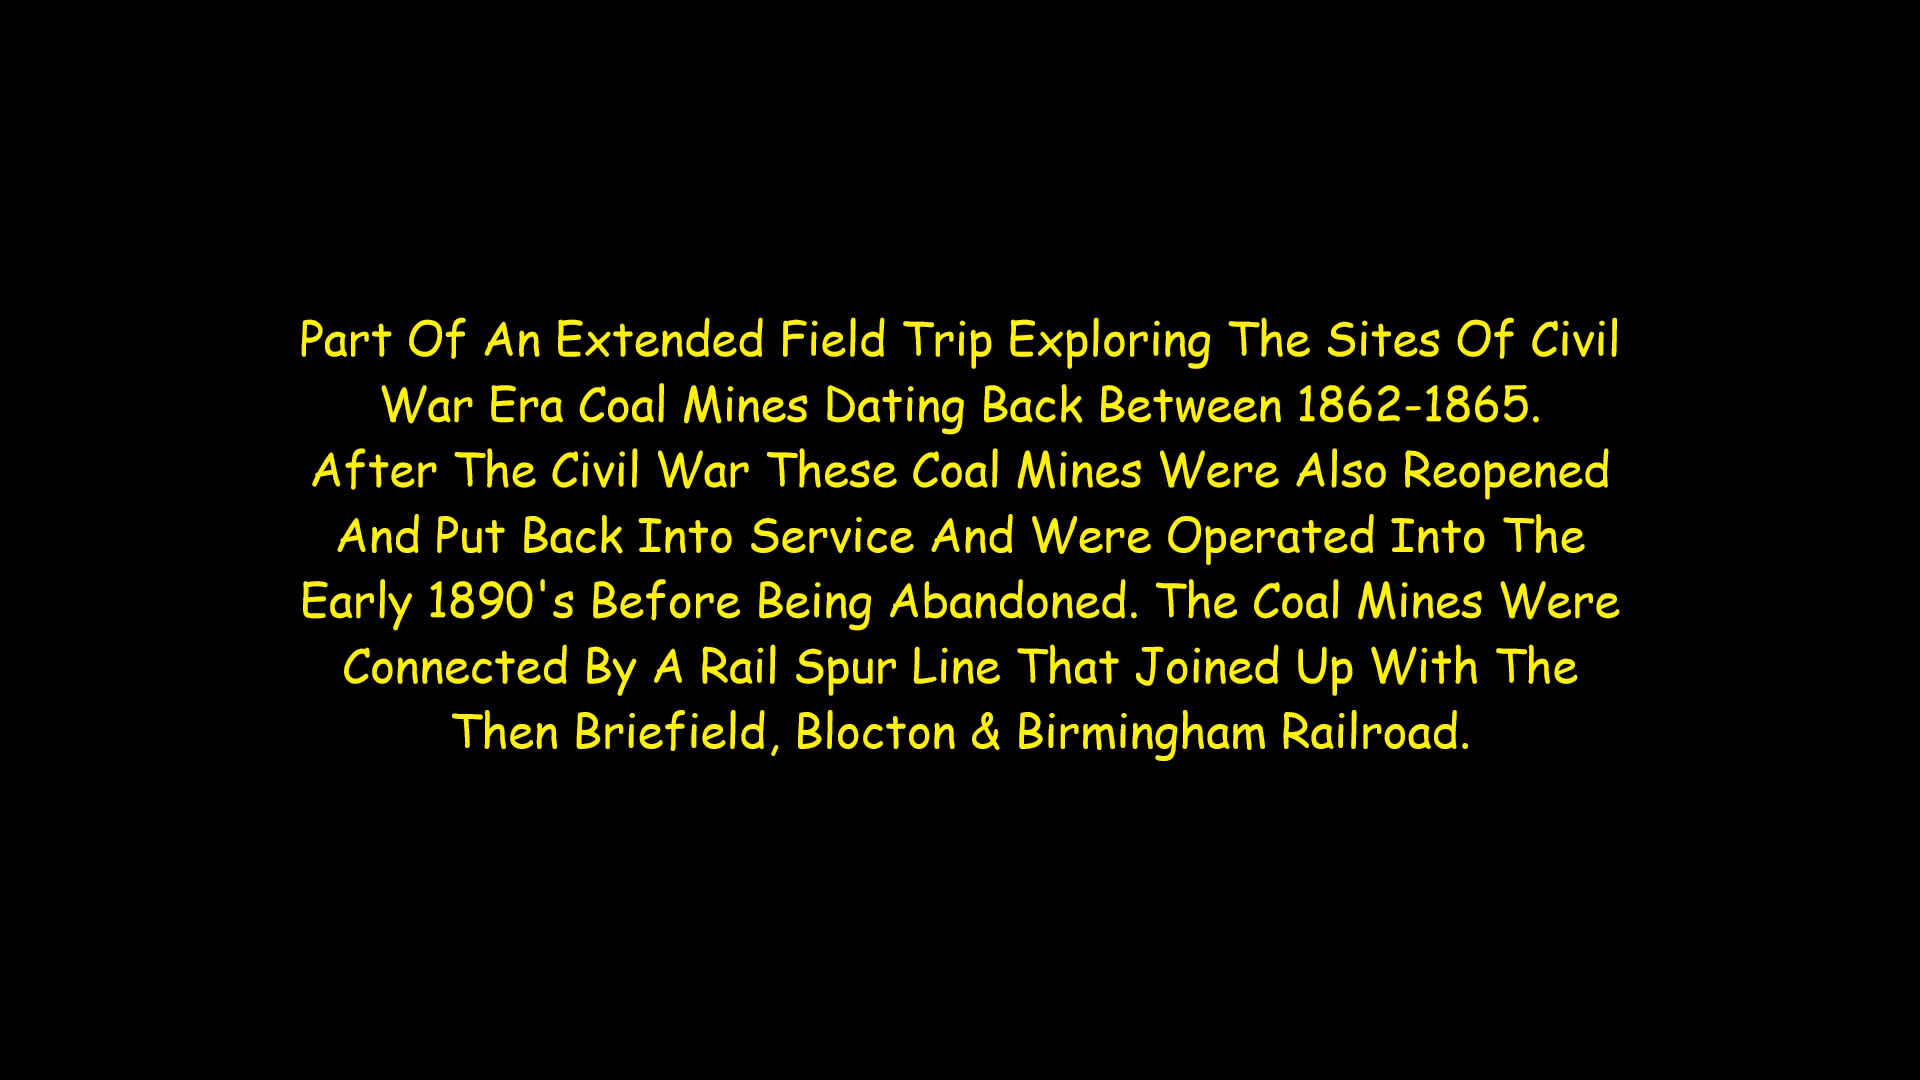 Part Of An Extended Field Trip Exploring The Sites Of Civil
War Era Coal Mines Dating Back Between 1862-1865.
After The Civil War These Coal Mines Were Also Reopened
And Put Back Into Service And Were Operated Into The
Early 1890's Before Being Abandoned. The Coal Mines Were
Connected By A Rail Spur Line That Joined Up With The
Then Briefield, Blocton & Birmingham Railroad.